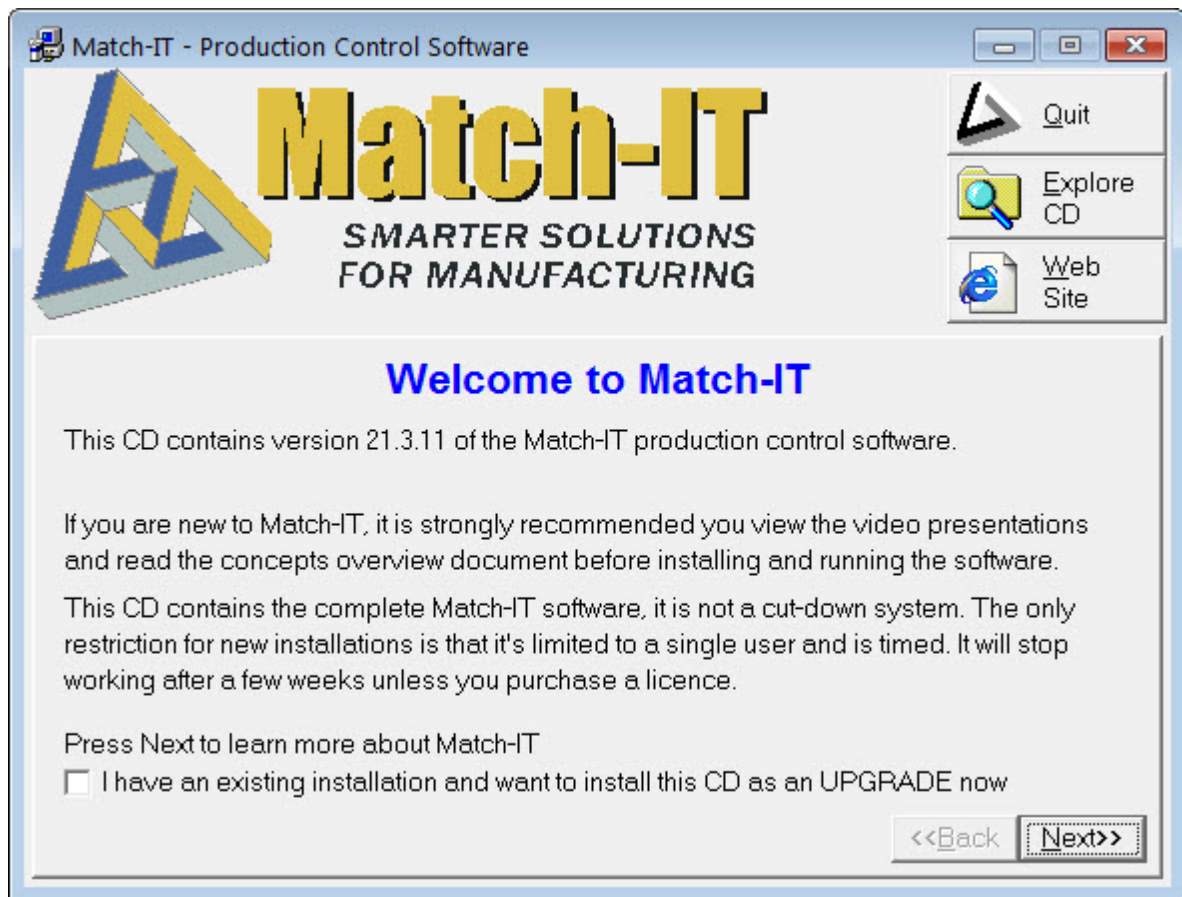 Match-IT - Production Control Software
Match-IT
SMARTER SOLUTIONS
FOR MANUFACTURING
Quit
Explore
CD
Web
Site
Welcome to Match-IT
This CD contains version 21.3.11 of the Match-IT production control software.
If you are new to Match-IT, it is strongly recommended you view the video presentations
and read the concepts overview document before installing and running the software.
This CD contains the complete Match-IT software, it is not a cut-down system. The only
restriction for new installations is that it's limited to a single user and is timed. It will stop
working after a few weeks unless you purchase a licence.
Press Next to learn more about Match-IT
I have an existing installation and want to install this CD as an UPGRADE now
<<Back
Next>>